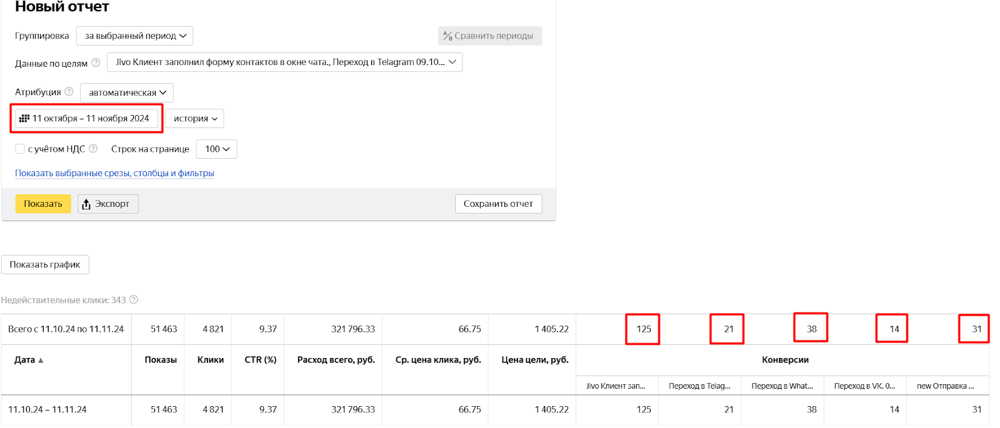 Новый отчет
Группировка за выбранный период A/B Сравнить периоды
Данные по целям ? Jivo Клиент заполнил форму контактов в окне чата., Переход в Telagram 09.10...
Атрибуция ? автоматическая
11 октября – 11 ноября 2024 история
с учётом НДС ? Строк на странице 100
Показать выбранные срезы, столбцы и фильтры
Показать Экспорт Сохранить отчет
Показать график
Недействительные клики: 343 ?
Всего с 11.10.24 по 11.11.24 51 463 4 821 9.37 321 796.33 66.75 1 405.22 125 21 38 14 31
Дата ▲ Показы Клики CTR (%) Расход всего, руб. Ср. цена клика, руб. Цена цели, руб. Конверсии
Jivo Клиент зап... Переход в Telag... Переход в What... Переход в VK. 0... new Отправка ...
11.10.24 – 11.11.24 51 463 4 821 9.37 321 796.33 66.75 1 405.22 125 21 38 14 31